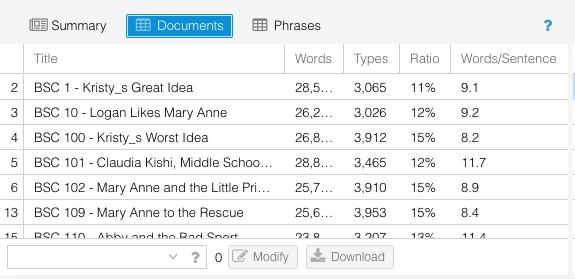 Summary Documents Phrases ?
Title Words Types Ratio Words/Sentence
2 BSC 1 - Kristy_s Great Idea 28,5... 3,065 11% 9.1
3 BSC 10 - Logan Likes Mary Anne 26,2... 3,026 12% 9.2
4 BSC 100 - Kristy_s Worst Idea 26,8... 3,912 15% 8.2
5 BSC 101 - Claudia Kishi, Middle Schoo... 28,8... 3,465 12% 11.7
6 BSC 102 - Mary Anne and the Little Pri... 25,7... 3,910 15% 8.9
13 BSC 109 - Mary Anne to the Rescue 25,6... 3,953 15% 8.4
15 BSC 110 - Abby and the Bad Sport 23,8... 3,207 13% 11.4
? 0 Modify Download